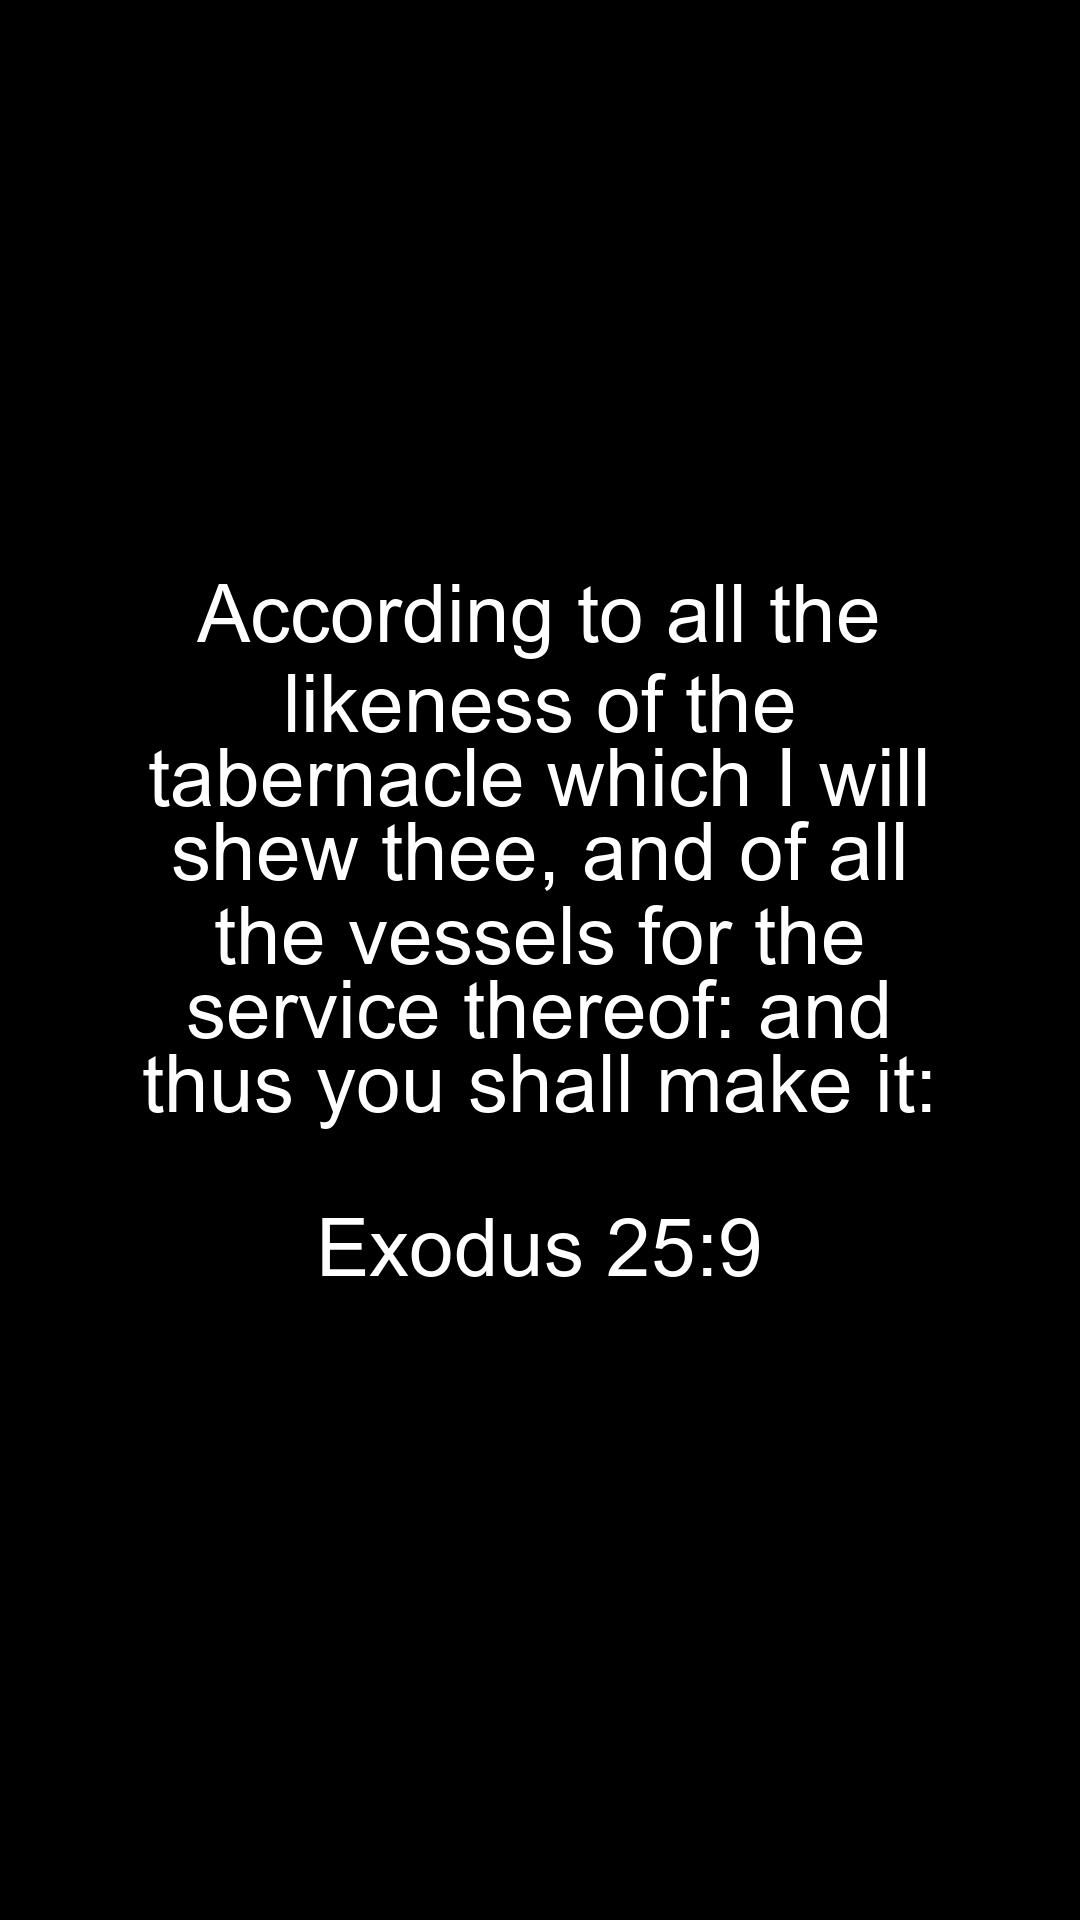 According to all the
likeness of the
tabernacle which I will
shew thee, and of all
the vessels for the
service thereof: and
thus you shall make it:
Exodus 25:9